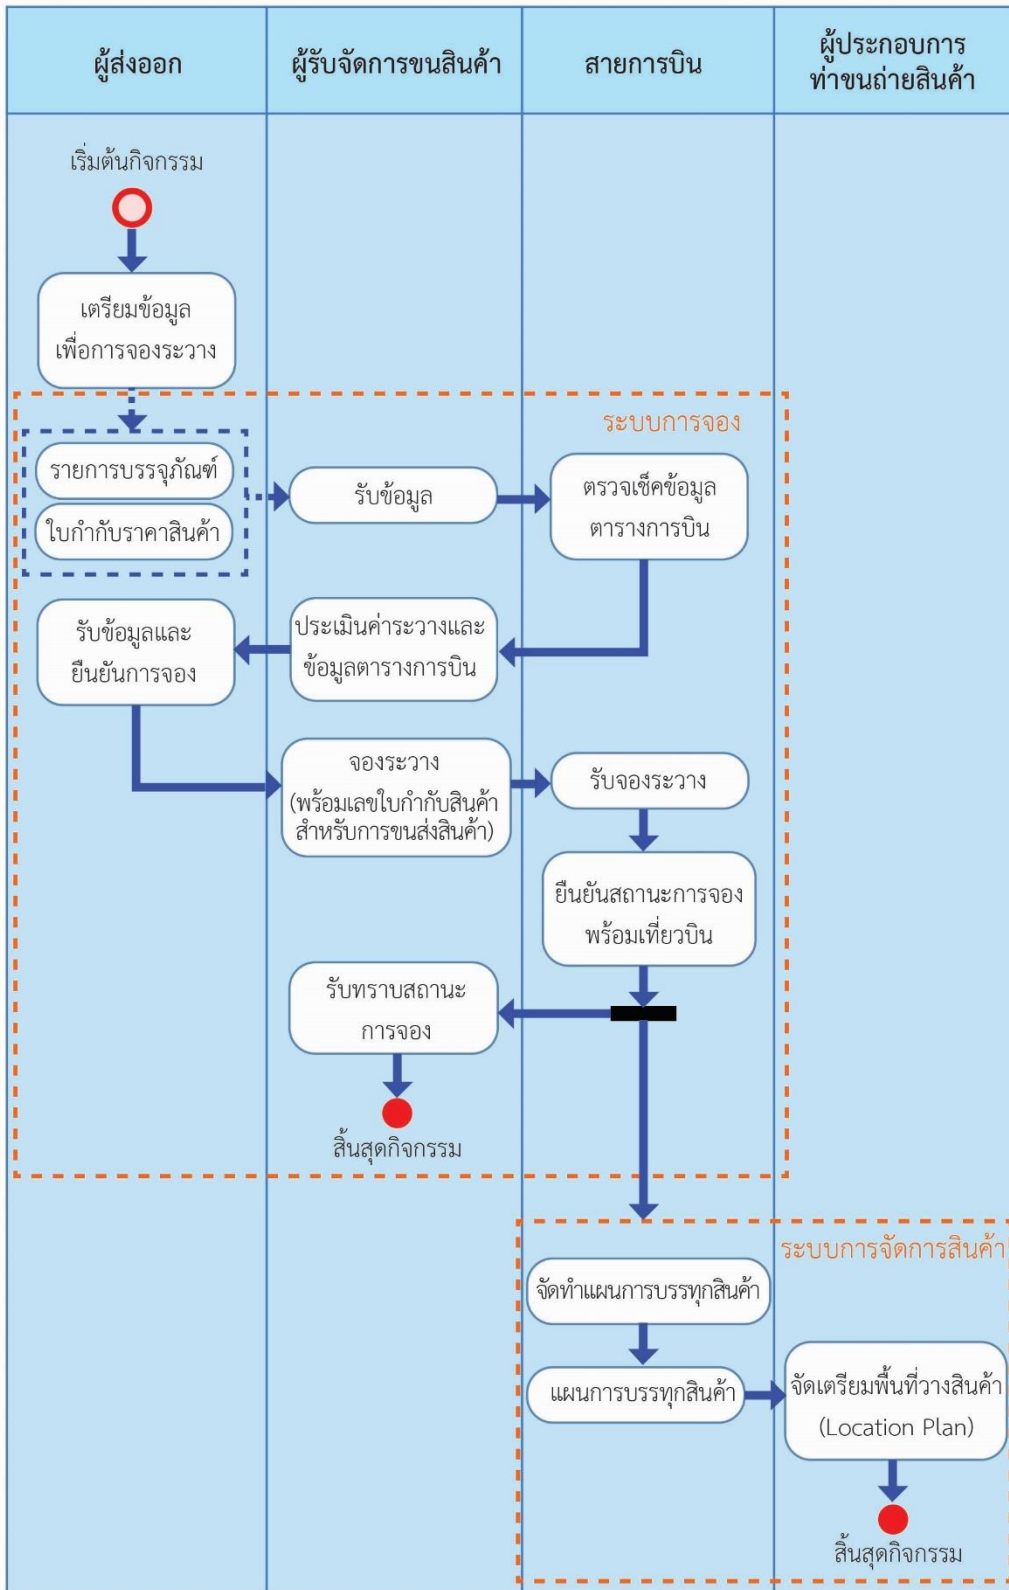 ผู้ส่งออก
ผู้รับจัดการขนสินค้า
สายการบิน
ผู้ประกอบการ
ท่าขนถ่ายสินค้า
เริ่มต้นกิจกรรม
เตรียมข้อมูล
เพื่อการจองระวาง
ระบบการจอง
รายการบรรจุภัณฑ์
ใบกำกับราคาสินค้า
รับข้อมูล
ตรวจเช็คข้อมูล
ตารางการบิน
ประเมินค่าระวางและ
ข้อมูลตารางการบิน
รับข้อมูลและ
ยืนยันการจอง
จองระวาง
(พร้อมเลขใบกำกับสินค้า
สำหรับการขนส่งสินค้า)
รับจองระวาง
ยืนยันสถานะการจอง
พร้อมเที่ยวบิน
รับทราบสถานะ
การจอง
สิ้นสุดกิจกรรม
ระบบการจัดการสินค้า
จัดทำแผนการบรรทุกสินค้า
แผนการบรรทุกสินค้า
จัดเตรียมพื้นที่วางสินค้า
(Location Plan)
สิ้นสุดกิจกรรม